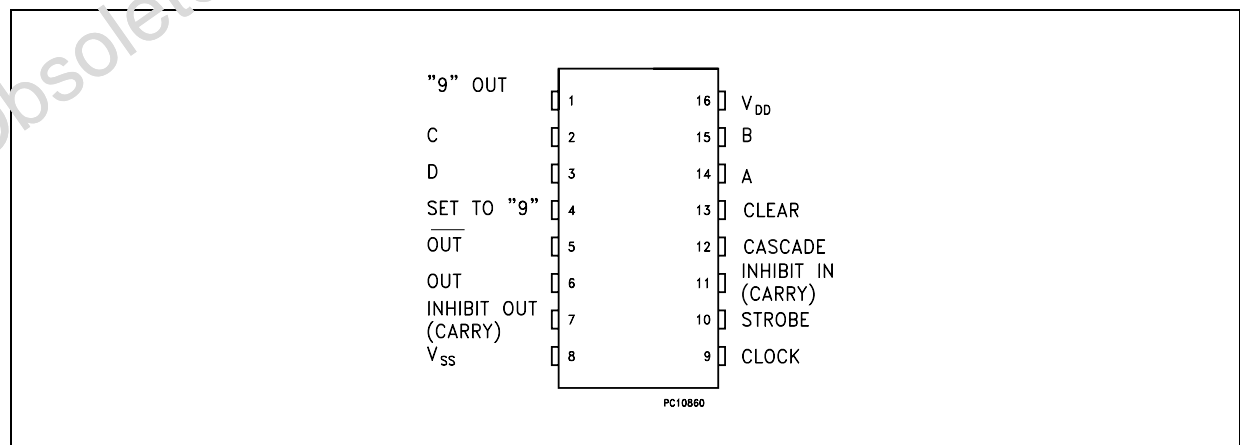 obsolete
"9" OUT
1
16
V_DD
C
2
15
B
D
3
14
A
SET TO "9"
4
13
CLEAR
O̅U̅T̅
5
12
CASCADE
OUT
6
11
INHIBIT IN
(CARRY)
INHIBIT OUT
(CARRY)
7
10
STROBE
V_SS
8
9
CLOCK
PC10860